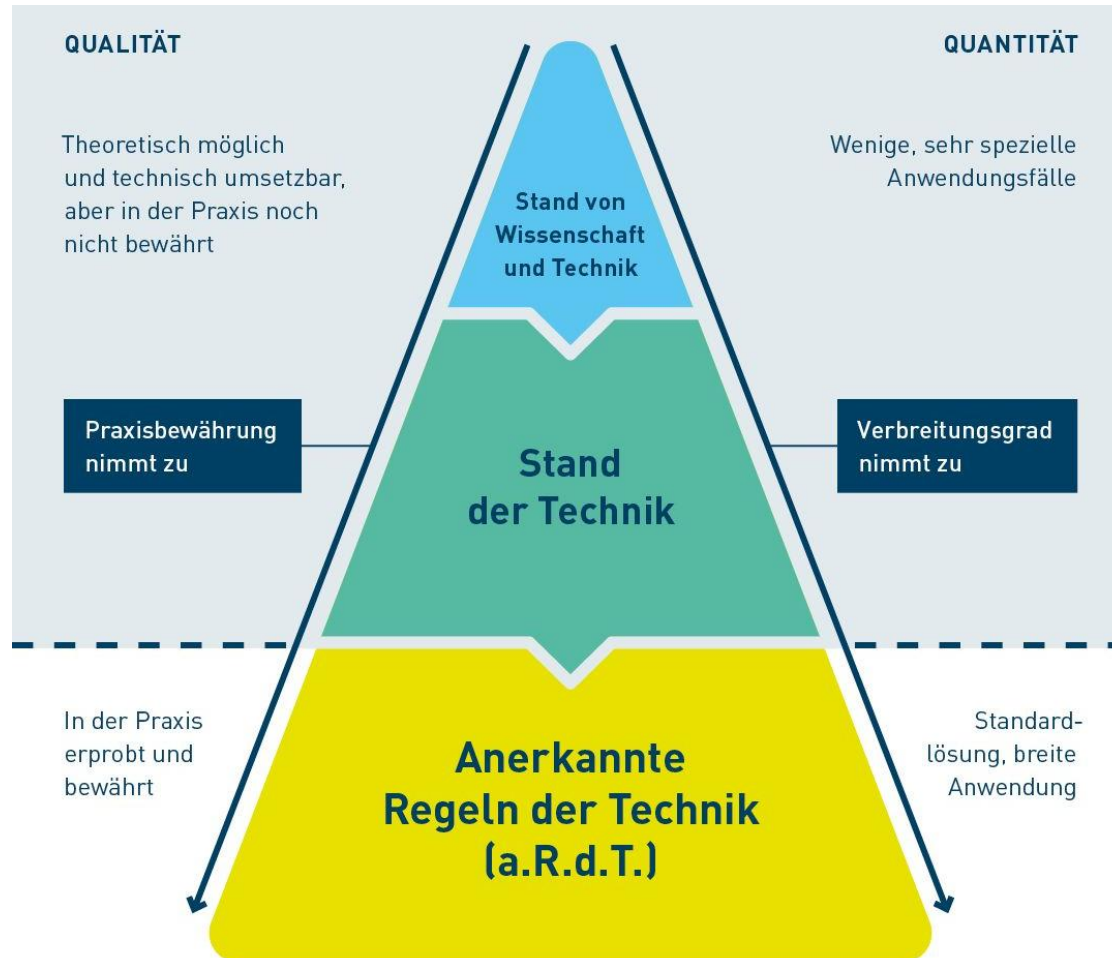 QUALITÄT
QUANTITÄT
Theoretisch möglich
und technisch umsetzbar,
aber in der Praxis noch
nicht bewährt
Wenige, sehr spezielle
Anwendungsfälle
Stand von
Wissenschaft
und Technik
Praxisbewährung
nimmt zu
Stand
der Technik
Verbreitungsgrad
nimmt zu
In der Praxis
erprobt und
bewährt
Anerkannte
Regeln der Technik
(a.R.d.T.)
Standard-
lösung, breite
Anwendung